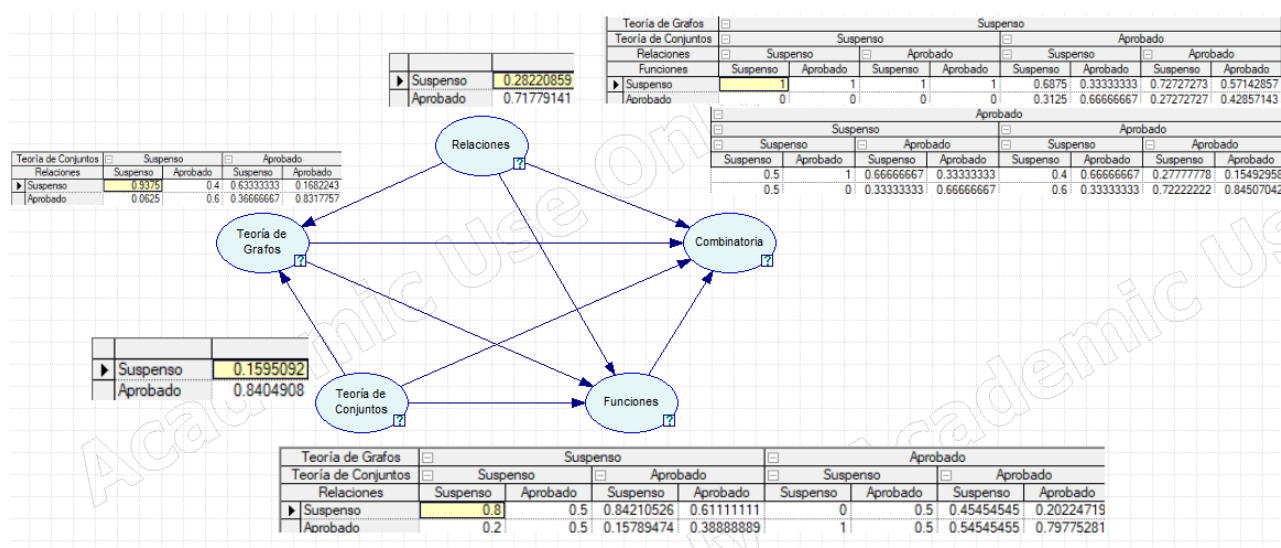 Teoría de Grafos Suspenso
Teoría de Conjuntos Suspenso Aprobado
Relaciones Suspenso Aprobado Suspenso Aprobado
Funciones Suspenso Aprobado Suspenso Aprobado Suspenso Aprobado Suspenso Aprobado
Suspenso 1 1 1 1 0.6875 0.33333333 0.72727273 0.57142857
Aprobado 0 0 0 0 0.3125 0.66666667 0.27272727 0.42857143
Suspenso 0.28220859
Aprobado 0.71779141
Aprobado
Suspenso Aprobado
Suspenso Aprobado Suspenso Aprobado
Suspenso Aprobado Suspenso Aprobado Suspenso Aprobado Suspenso Aprobado
0.5 1 0.66666667 0.33333333 0.4 0.66666667 0.27777778 0.15492958
0.5 0 0.33333333 0.66666667 0.6 0.33333333 0.72222222 0.84507042
Relaciones
Teoría de Conjuntos Suspenso Aprobado
Relaciones Suspenso Aprobado Suspenso Aprobado
Suspenso 0.9375 0.4 0.63333333 0.1682243
Aprobado 0.0625 0.6 0.36666667 0.8317757
Teoría de
Grafos
Combinatoria
Suspenso 0.1595092
Aprobado 0.8404908
Teoría de
Conjuntos
Funciones
Teoría de Grafos Suspenso Aprobado
Teoría de Conjuntos Suspenso Aprobado Suspenso Aprobado
Relaciones Suspenso Aprobado Suspenso Aprobado Suspenso Aprobado Suspenso Aprobado
Suspenso 0.8 0.5 0.84210526 0.61111111 0 0.5 0.45454545 0.20224719
Aprobado 0.2 0.5 0.15789474 0.38888889 1 0.5 0.54545455 0.79775281
Academic Use Only
Academic Use